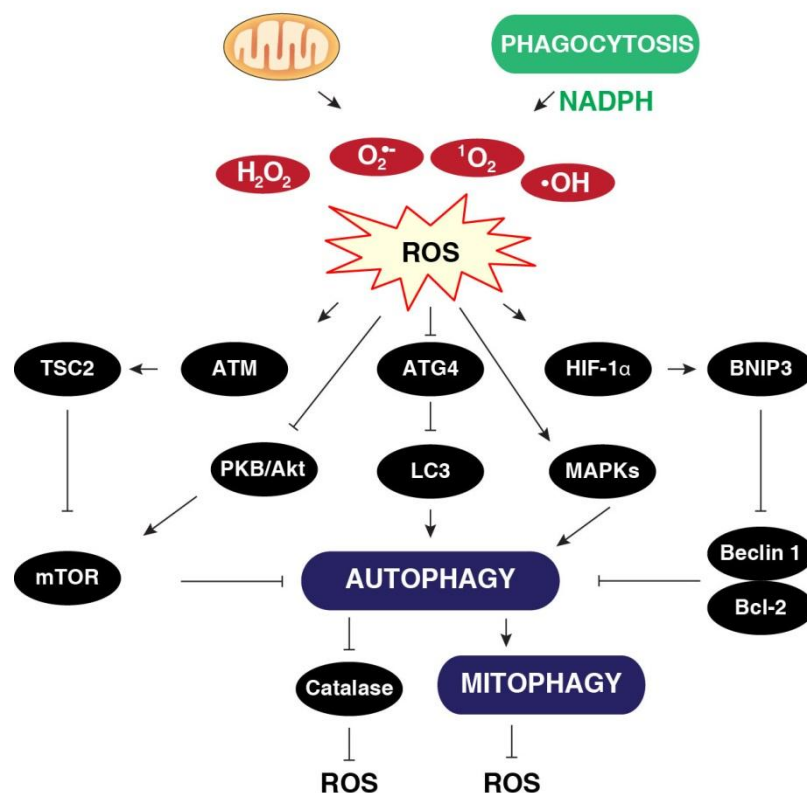 PHAGOCYTOSIS
NADPH
H₂O₂
O₂•-
¹O₂
•OH
ROS
TSC2
ATM
ATG4
HIF-1α
BNIP3
PKB/Akt
LC3
MAPKs
mTOR
AUTOPHAGY
Beclin 1
Bcl-2
Catalase
MITOPHAGY
ROS
ROS